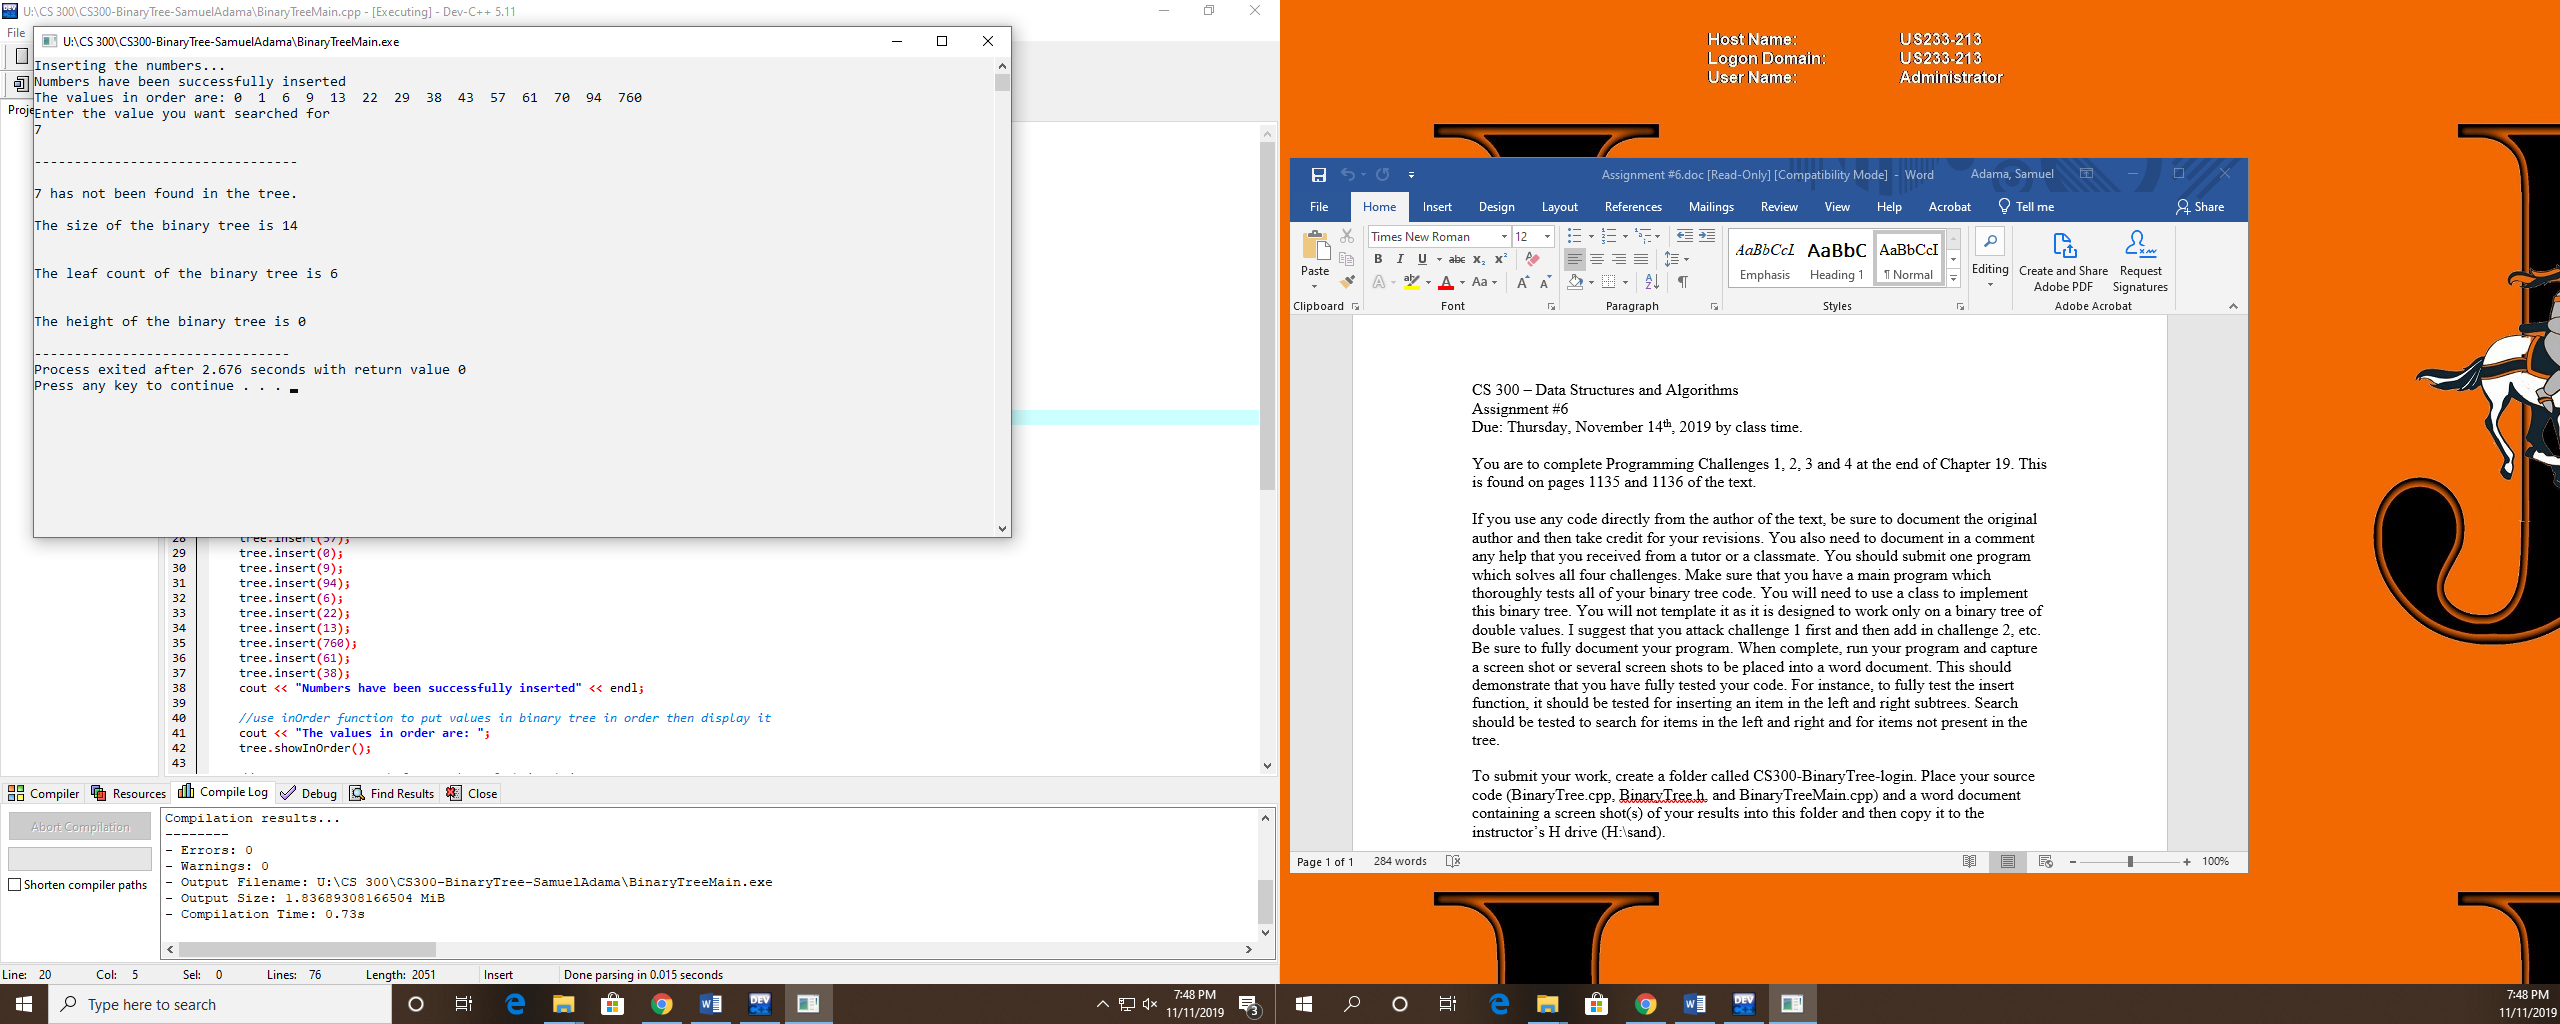 U:\CS 300\CS300-BinaryTree-SamuelAdama\BinaryTreeMain.cpp - [Executing] - Dev-C++ 5.11
File
U:\CS 300\CS300-BinaryTree-SamuelAdama\BinaryTreeMain.exe
Inserting the numbers...
Numbers have been successfully inserted
The values in order are: 0  1  6  9  13  22  29  38  43  57  61  70  94  760
Enter the value you want searched for
7
---------------------------------
7 has not been found in the tree.
The size of the binary tree is 14
The leaf count of the binary tree is 6
The height of the binary tree is 0
--------------------------------
Process exited after 2.676 seconds with return value 0
Press any key to continue . . .
Proje
28 tree.insert(57);
29 tree.insert(0);
30 tree.insert(9);
31 tree.insert(94);
32 tree.insert(6);
33 tree.insert(22);
34 tree.insert(13);
35 tree.insert(760);
36 tree.insert(61);
37 tree.insert(38);
38 cout << "Numbers have been successfully inserted" << endl;
39
40 //use inOrder function to put values in binary tree in order then display it
41 cout << "The values in order are: ";
42 tree.showInOrder();
43
Compiler Resources Compile Log Debug Find Results Close
Abort Compilation
Shorten compiler paths
Compilation results...
--------
- Errors: 0
- Warnings: 0
- Output Filename: U:\CS 300\CS300-BinaryTree-SamuelAdama\BinaryTreeMain.exe
- Output Size: 1.83689308166504 MiB
- Compilation Time: 0.73s
Line: 20 Col: 5 Sel: 0 Lines: 76 Length: 2051 Insert Done parsing in 0.015 seconds
Type here to search
7:48 PM
11/11/2019
3
Host Name: US233-213
Logon Domain: US233-213
User Name: Administrator
Assignment #6.doc [Read-Only] [Compatibility Mode] - Word Adama, Samuel
File Home Insert Design Layout References Mailings Review View Help Acrobat Tell me Share
Paste
Clipboard
Times New Roman 12
B I U abc x₂ x²
A ab A Aa A A
Font
Paragraph
AaBbCcI AaBbC AaBbCcI
Emphasis Heading 1 ¶ Normal
Styles
Editing
Create and Share
Adobe PDF
Request
Signatures
Adobe Acrobat
CS 300 – Data Structures and Algorithms
Assignment #6
Due: Thursday, November 14th, 2019 by class time.
You are to complete Programming Challenges 1, 2, 3 and 4 at the end of Chapter 19. This
is found on pages 1135 and 1136 of the text.
If you use any code directly from the author of the text, be sure to document the original
author and then take credit for your revisions. You also need to document in a comment
any help that you received from a tutor or a classmate. You should submit one program
which solves all four challenges. Make sure that you have a main program which
thoroughly tests all of your binary tree code. You will need to use a class to implement
this binary tree. You will not template it as it is designed to work only on a binary tree of
double values. I suggest that you attack challenge 1 first and then add in challenge 2, etc.
Be sure to fully document your program. When complete, run your program and capture
a screen shot or several screen shots to be placed into a word document. This should
demonstrate that you have fully tested your code. For instance, to fully test the insert
function, it should be tested for inserting an item in the left and right subtrees. Search
should be tested to search for items in the left and right and for items not present in the
tree.
To submit your work, create a folder called CS300-BinaryTree-login. Place your source
code (BinaryTree.cpp, BinaryTree.h, and BinaryTreeMain.cpp) and a word document
containing a screen shot(s) of your results into this folder and then copy it to the
instructor's H drive (H:\sand).
Page 1 of 1 284 words 100%
7:48 PM
11/11/2019